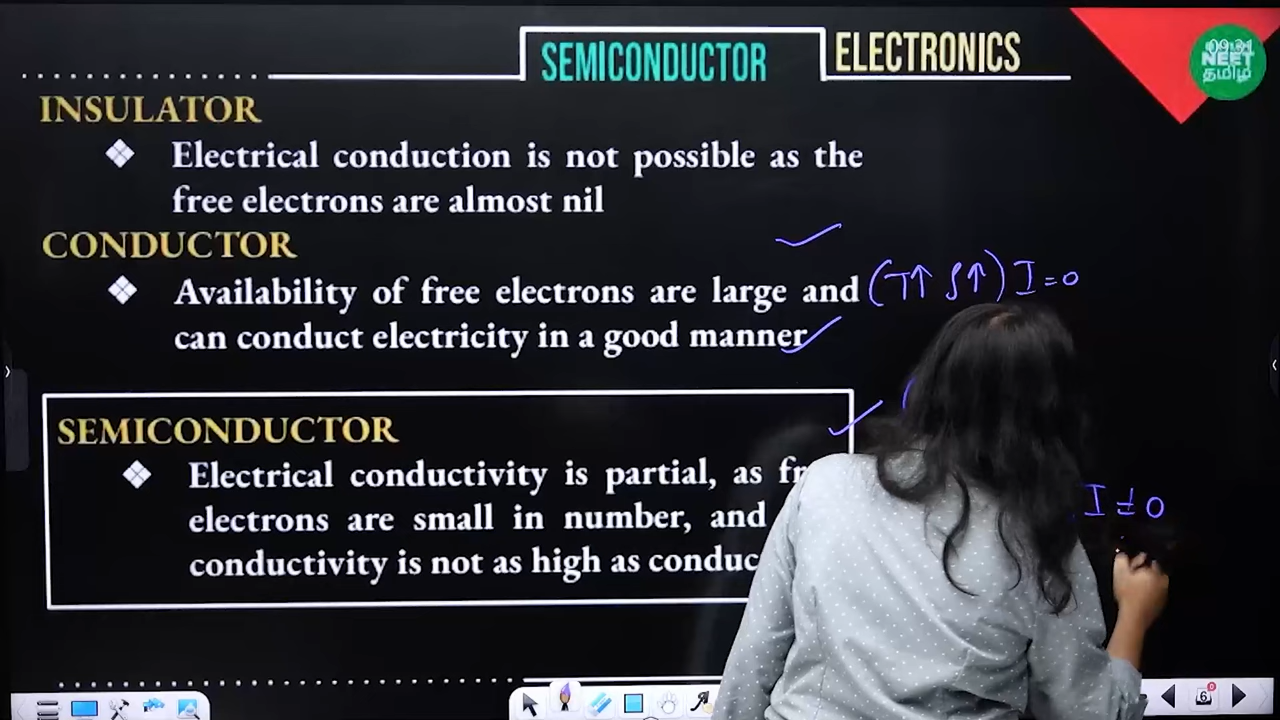 SEMICONDUCTOR ELECTRONICS
NEET
தமிழ்
INSULATOR
❖ Electrical conduction is not possible as the
free electrons are almost nil
CONDUCTOR
❖ Availability of free electrons are large and (T↑ ρ↑) I=0
can conduct electricity in a good manner
SEMICONDUCTOR
❖ Electrical conductivity is partial, as fr
electrons are small in number, and I≠0
conductivity is not as high as conduc
6